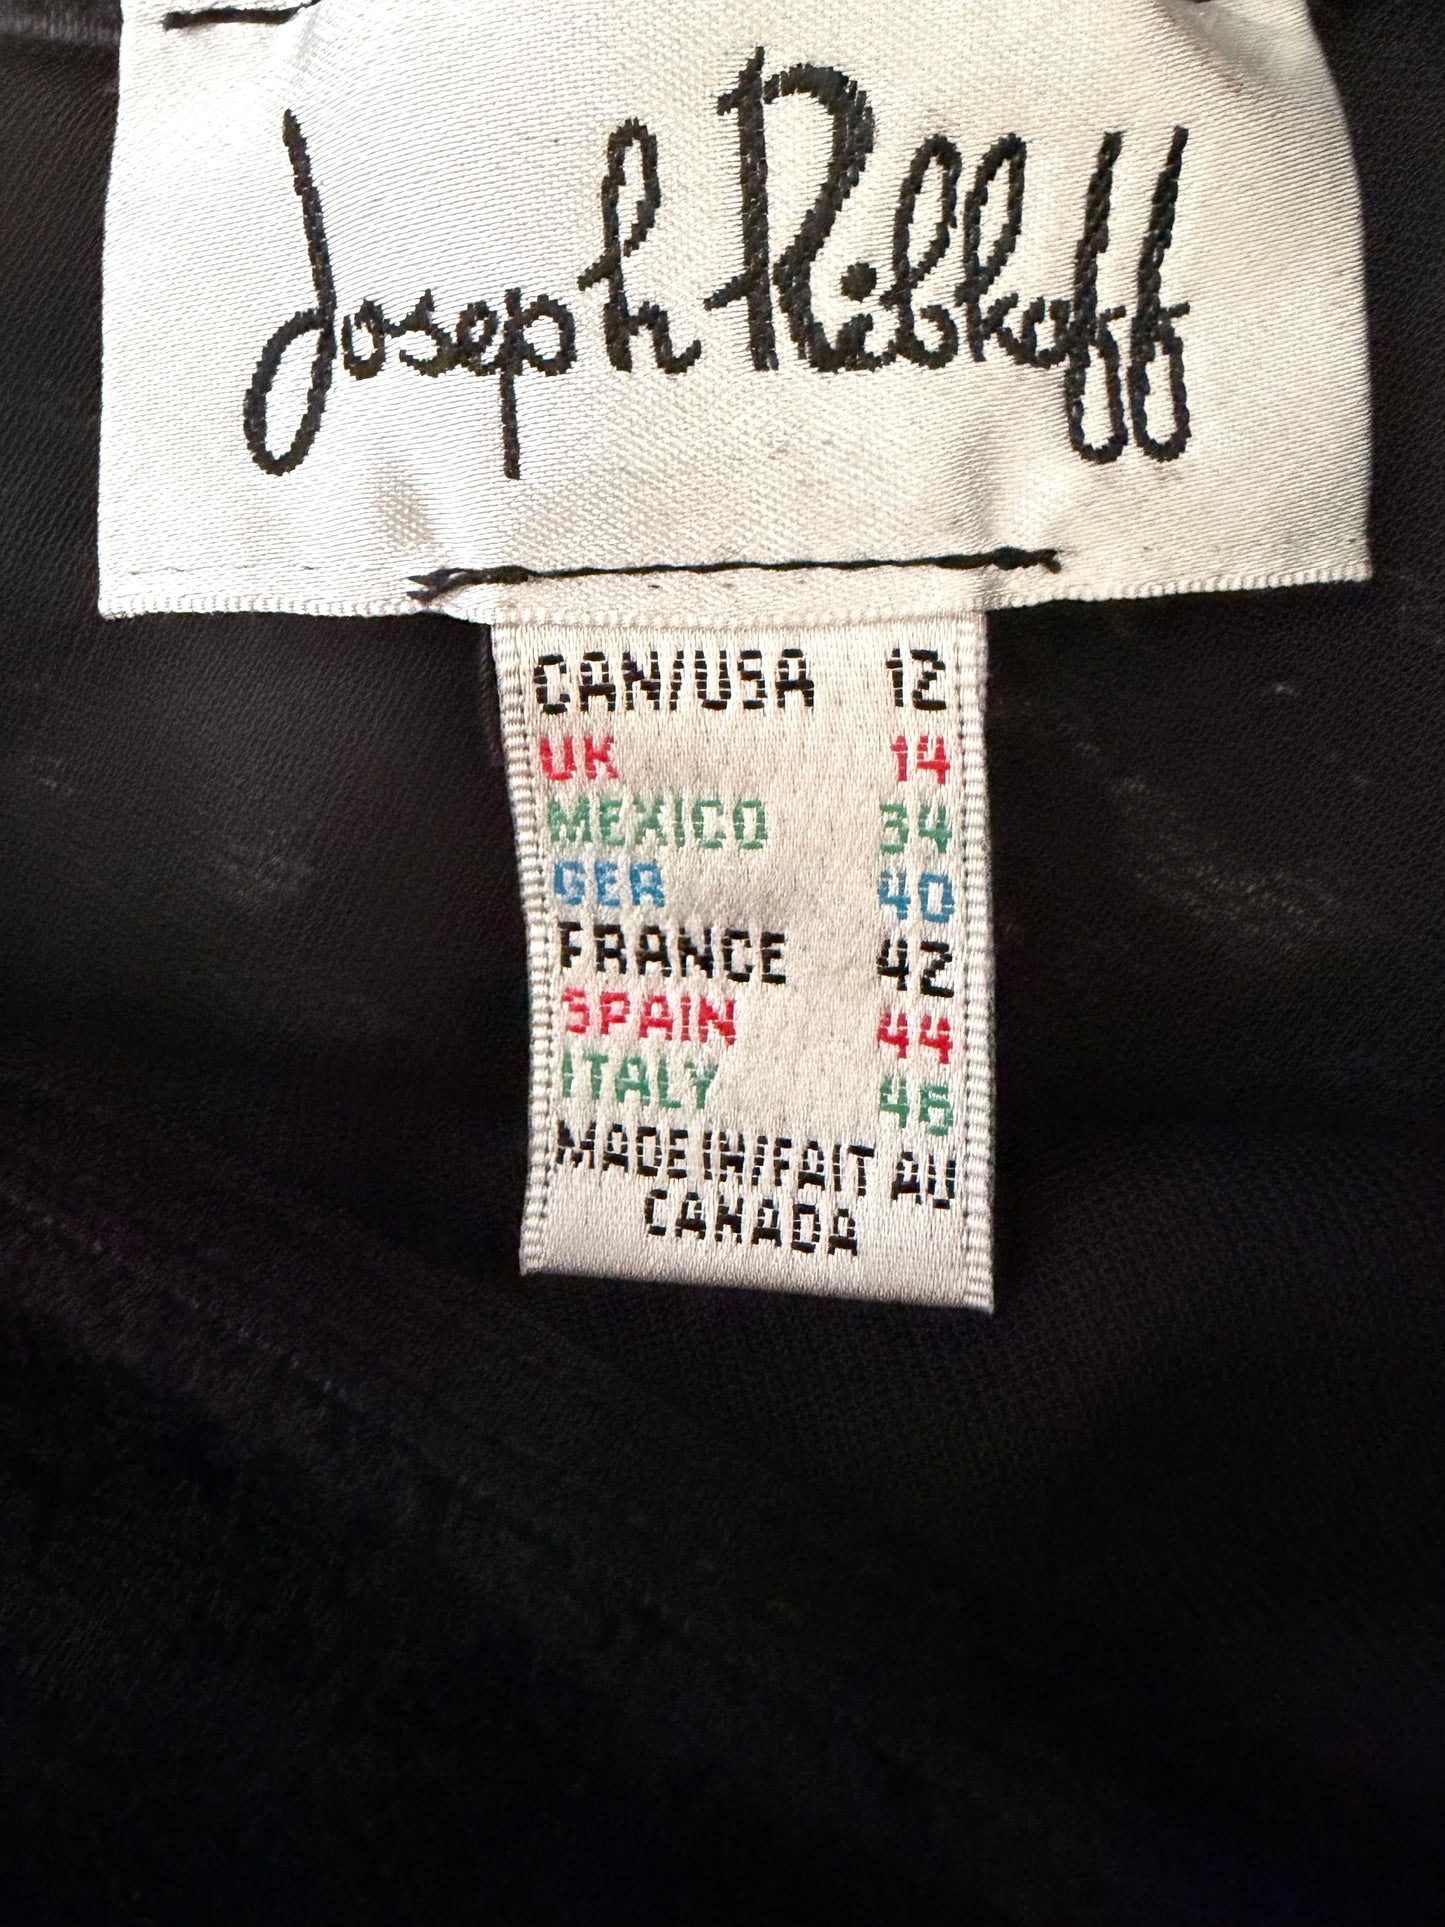 Joseph Ribkoff
CAN/USA 12
UK 14
MEXICO 34
GER 40
FRANCE 42
SPAIN 44
ITALY 46
MADE IN/FAIT AU
CANADA